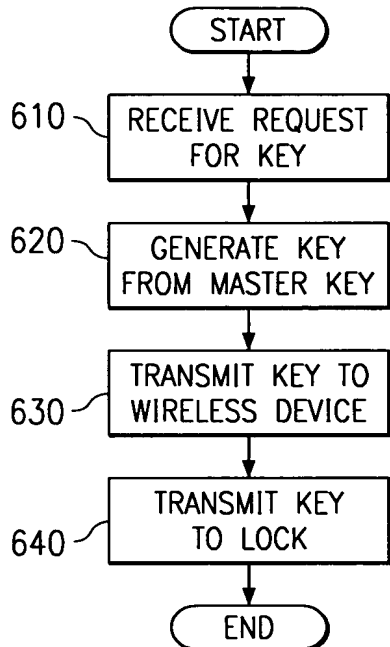 START
610
RECEIVE REQUEST
FOR KEY
620
GENERATE KEY
FROM MASTER KEY
630
TRANSMIT KEY TO
WIRELESS DEVICE
640
TRANSMIT KEY
TO LOCK
END